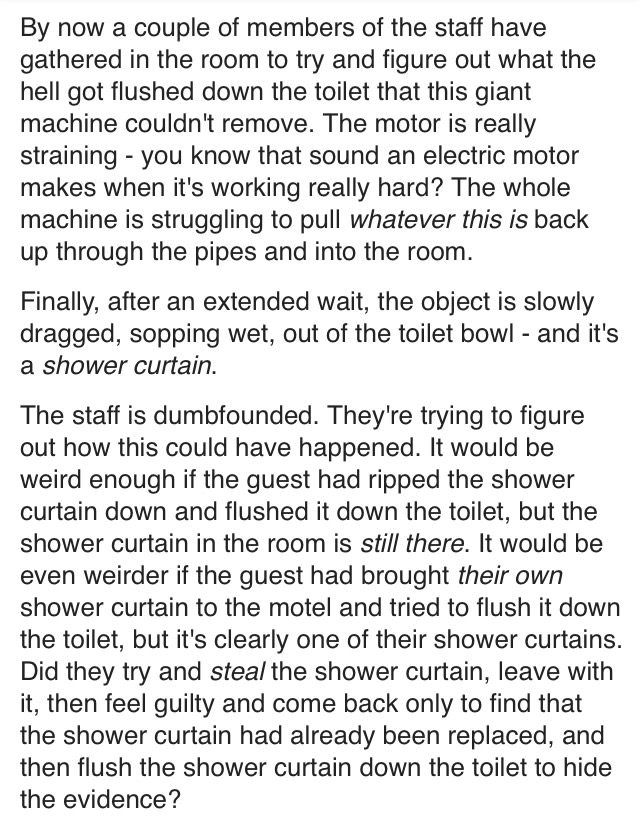 By now a couple of members of the staff have
gathered in the room to try and figure out what the
hell got flushed down the toilet that this giant
machine couldn't remove. The motor is really
straining - you know that sound an electric motor
makes when it's working really hard? The whole
machine is struggling to pull whatever this is back
up through the pipes and into the room.
Finally, after an extended wait, the object is slowly
dragged, sopping wet, out of the toilet bowl - and it's
a shower curtain.
The staff is dumbfounded. They're trying to figure
out how this could have happened. It would be
weird enough if the guest had ripped the shower
curtain down and flushed it down the toilet, but the
shower curtain in the room is still there. It would be
even weirder if the guest had brought their own
shower curtain to the motel and tried to flush it down
the toilet, but it's clearly one of their shower curtains.
Did they try and steal the shower curtain, leave with
it, then feel guilty and come back only to find that
the shower curtain had already been replaced, and
then flush the shower curtain down the toilet to hide
the evidence?